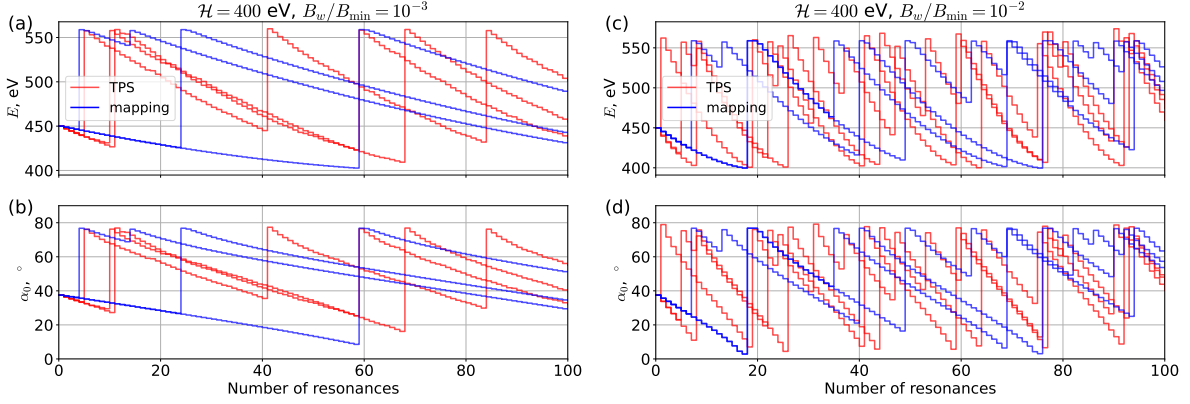 (a)
ℋ = 400 eV, B_w/B_min = 10⁻³
550
500
450
400
E, eV
TPS
mapping
(b)
80
60
40
20
0
α₀, °
0
20
40
60
80
100
Number of resonances
(c)
ℋ = 400 eV, B_w/B_min = 10⁻²
550
500
450
400
E, eV
TPS
mapping
(d)
80
60
40
20
0
α₀, °
0
20
40
60
80
100
Number of resonances